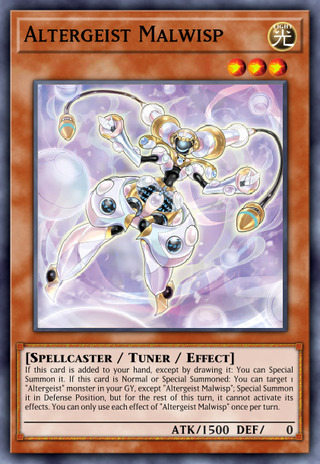 Altergeist Malwisp
LIGHT
光
[Spellcaster / Tuner / Effect]
If this card is added to your hand, except by drawing it: You can Special
Summon it. If this card is Normal or Special Summoned: You can target 1
"Altergeist" monster in your GY, except "Altergeist Malwisp"; Special Summon
it in Defense Position, but for the rest of this turn, it cannot activate its
effects. You can only use each effect of "Altergeist Malwisp" once per turn.
ATK/1500 DEF/ 0